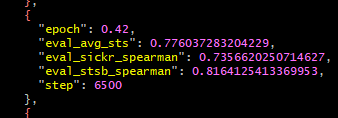 },
{
"epoch": 0.42,
"eval_avg_sts": 0.776037283204229,
"eval_sickr_spearman": 0.7356620250714627,
"eval_stsb_spearman": 0.8164125413369953,
"step": 6500
},
{